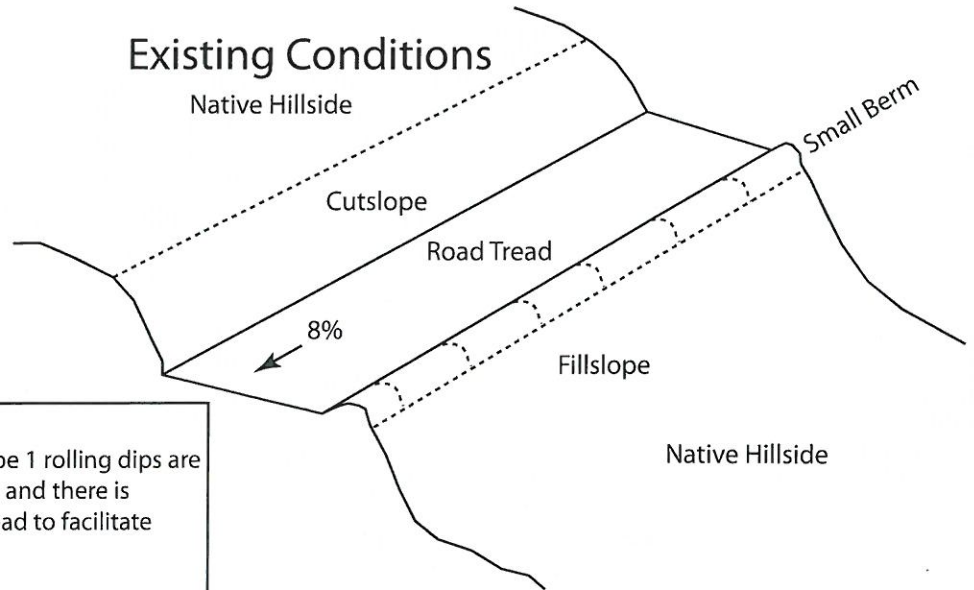 Existing Conditions
Native Hillside
Small Berm
Cutslope
Road Tread
8%
Fillslope
Native Hillside
1 rolling dips are
and there is
to facilitate